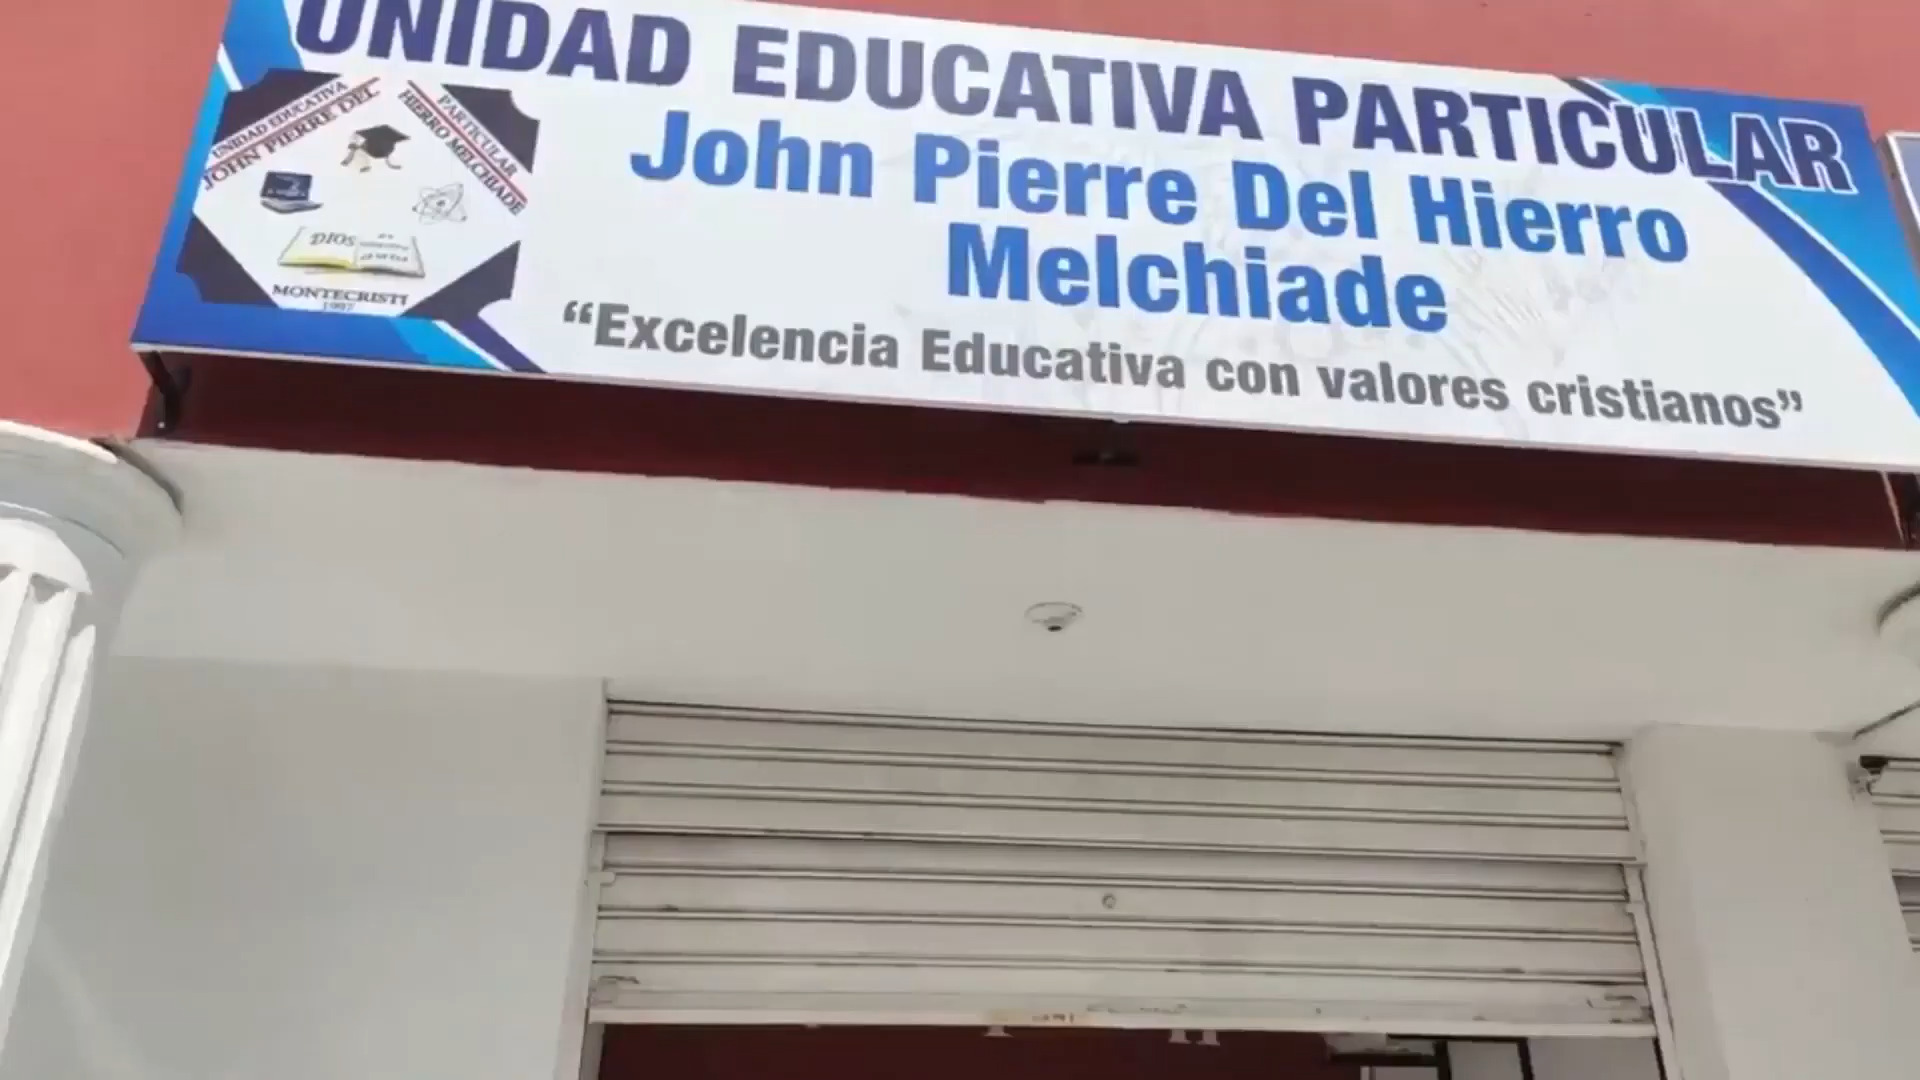 UNIDAD EDUCATIVA PARTICULAR
John Pierre Del Hierro
Melchiade
“Excelencia Educativa con valores cristianos”
UNIDAD EDUCATIVA
JOHN PIERRE DEL
PARTICULAR
HIERRO MELCHIADE
DIOS
MONTECRISTI
1997